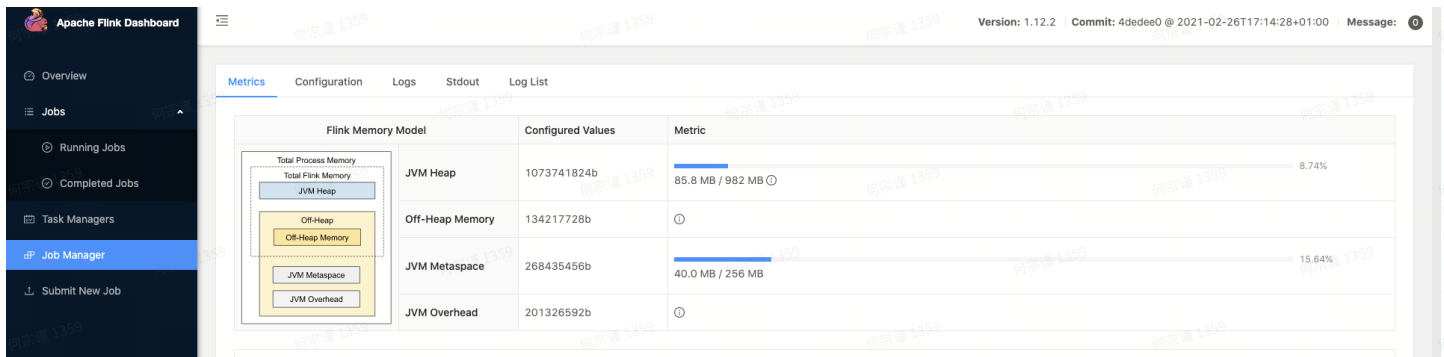 Apache Flink Dashboard
Version: 1.12.2 Commit: 4dedee0 @ 2021-02-26T17:14:28+01:00 Message: 0
Overview
Jobs
Running Jobs
Completed Jobs
Task Managers
Job Manager
Submit New Job
Metrics Configuration Logs Stdout Log List
Flink Memory Model Configured Values Metric
Total Process Memory
Total Flink Memory
JVM Heap
Off-Heap
Off-Heap Memory
JVM Metaspace
JVM Overhead
JVM Heap 1073741824b 8.74%
85.8 MB / 982 MB
Off-Heap Memory 134217728b
JVM Metaspace 268435456b 15.64%
40.0 MB / 256 MB
JVM Overhead 201326592b
何宗谨 1359